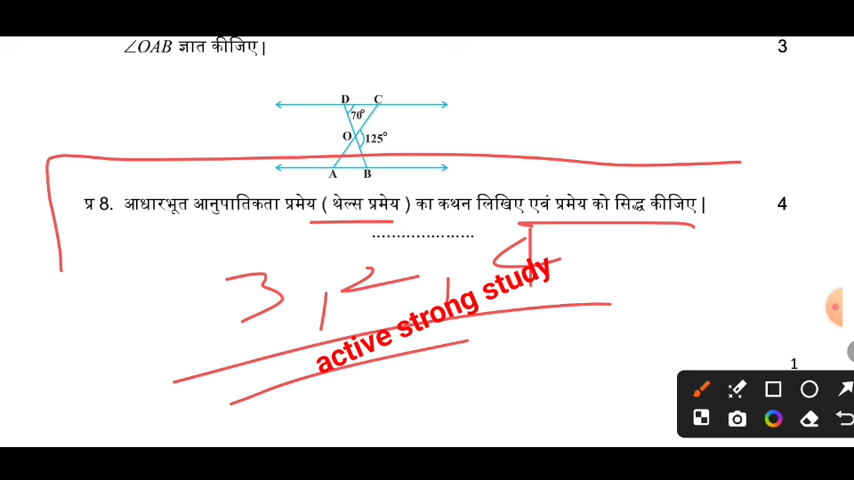 ∠OAB ज्ञात कीजिए | 3
D C
70°
O 125°
A B
प्र 8. आधारभूत आनुपातिकता प्रमेय ( थेल्स प्रमेय ) का कथन लिखिए एवं प्रमेय को सिद्ध कीजिए | 4
.....................
3, 2, 4
active strong study
1